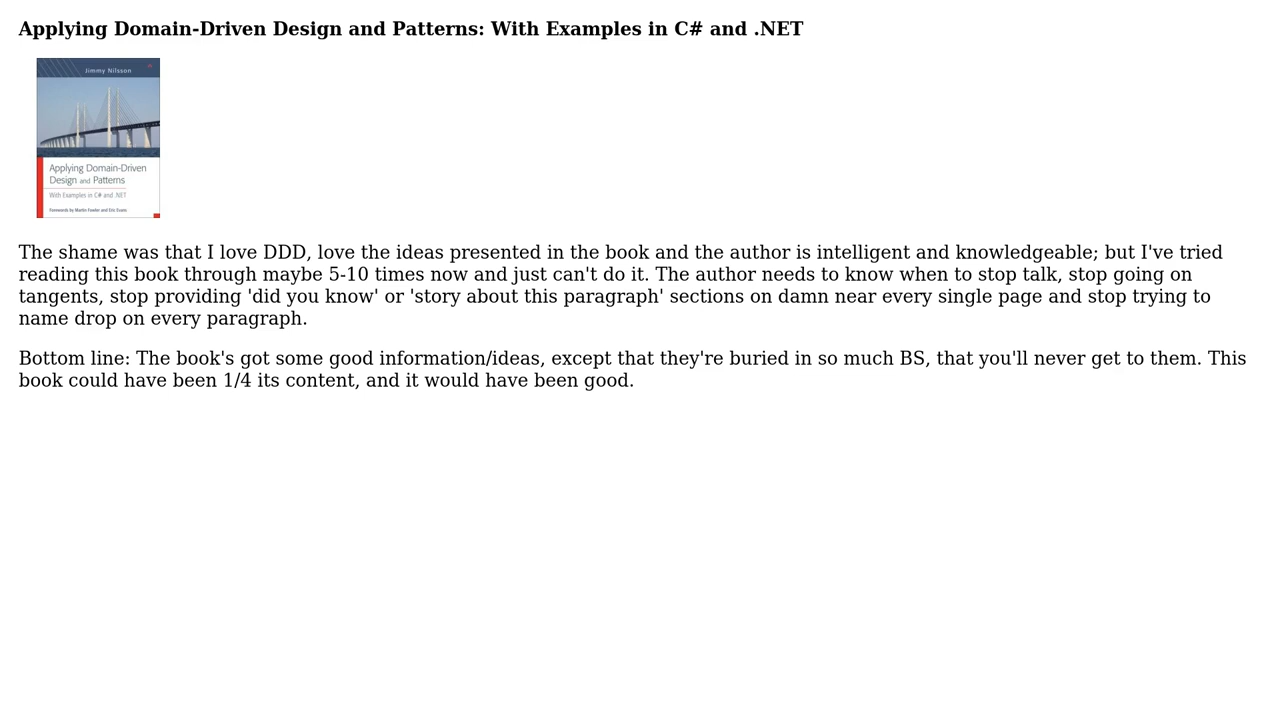 Applying Domain-Driven Design and Patterns: With Examples in C# and .NET
Jimmy Nilsson
Applying Domain-Driven
Design and Patterns
With Examples in C# and .NET
Forewords by Martin Fowler and Eric Evans
The shame was that I love DDD, love the ideas presented in the book and the author is intelligent and knowledgeable; but I've tried
reading this book through maybe 5-10 times now and just can't do it. The author needs to know when to stop talk, stop going on
tangents, stop providing 'did you know' or 'story about this paragraph' sections on damn near every single page and stop trying to
name drop on every paragraph.
Bottom line: The book's got some good information/ideas, except that they're buried in so much BS, that you'll never get to them. This
book could have been 1/4 its content, and it would have been good.